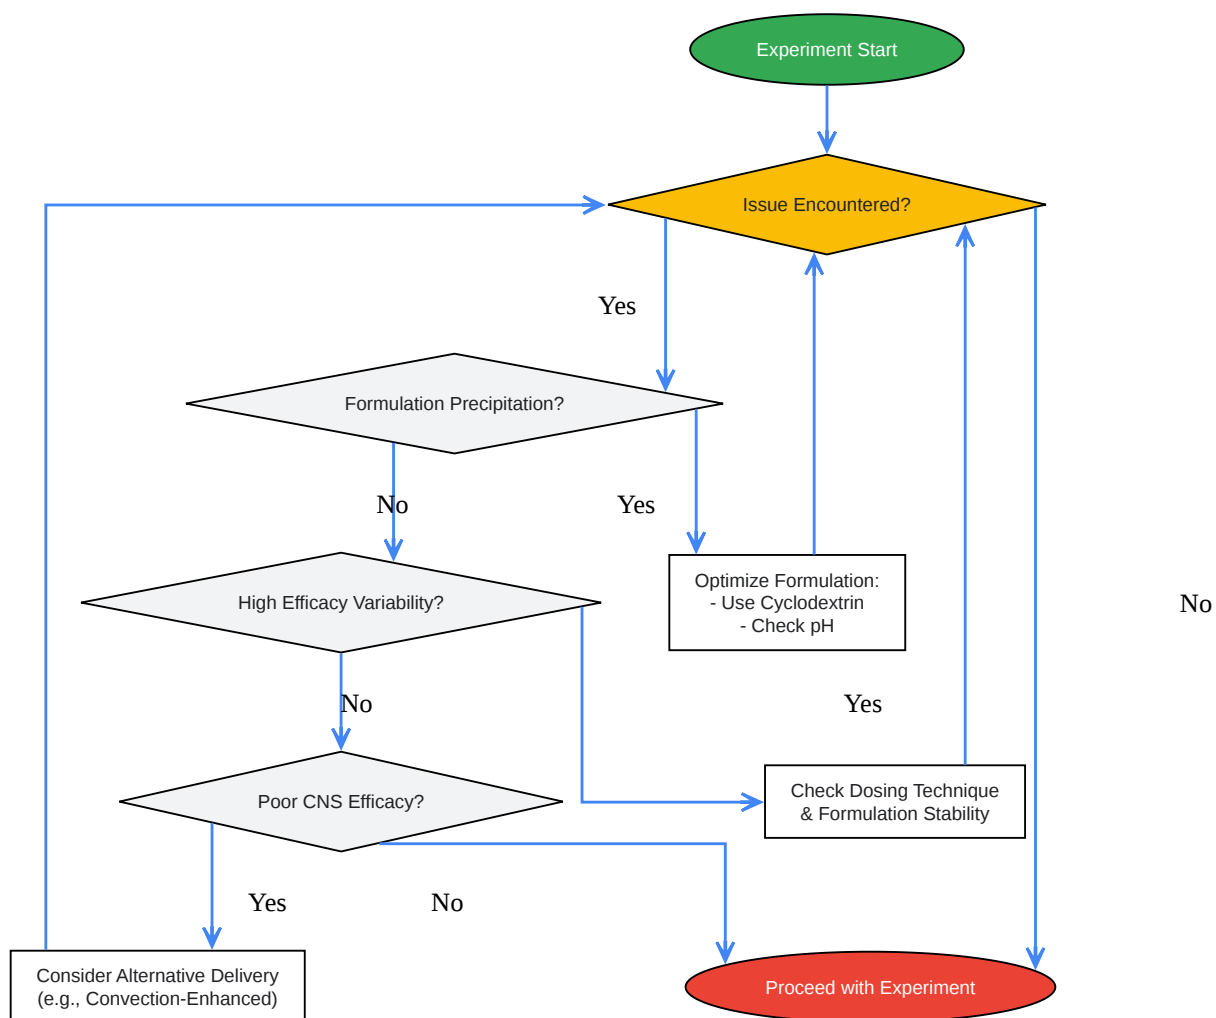 Experiment Start
Issue Encountered?
Yes
Formulation Precipitation?
No
Yes
Optimize Formulation:
- Use Cyclodextrin
- Check pH
High Efficacy Variability?
No
No
Yes
Poor CNS Efficacy?
Check Dosing Technique
& Formulation Stability
Yes
No
Consider Alternative Delivery
(e.g., Convection-Enhanced)
Proceed with Experiment